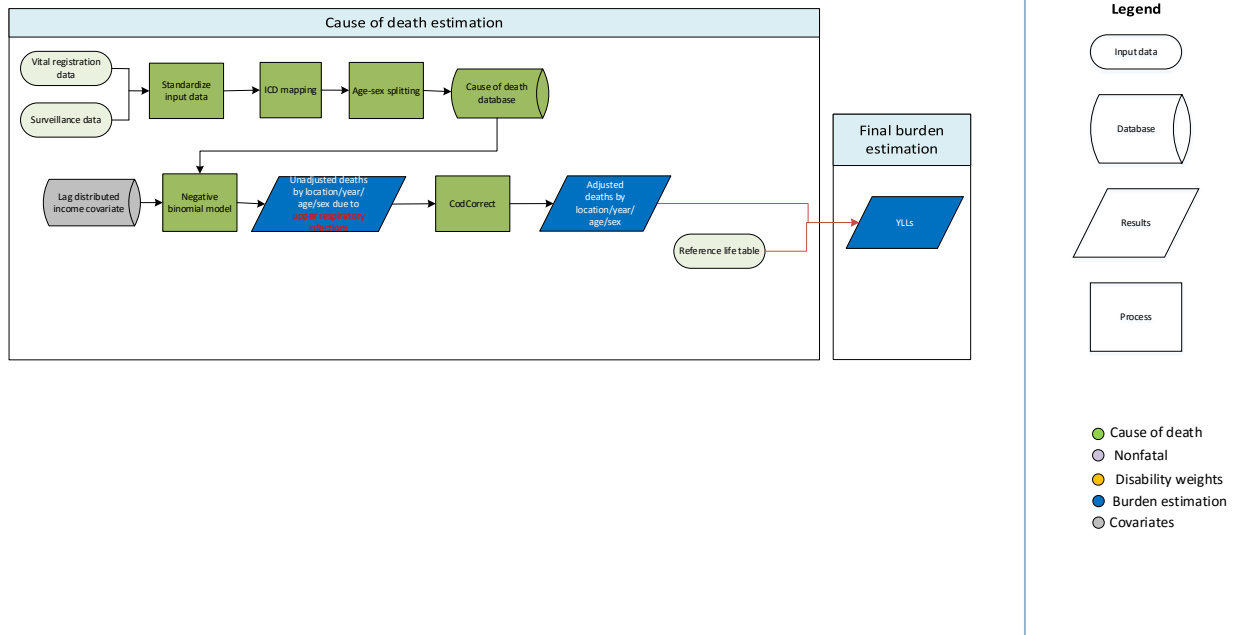 Cause of death estimation
Vital registration
data
Surveillance data
Standardize
input data
ICD mapping
Age-sex splitting
Cause of death
database
Lag distributed
income covariate
Negative
binomial model
Unadjusted deaths
by location/year/
age/sex due to
upper respiratory
infections
CodCorrect
Adjusted
deaths by
location/year/
age/sex
Reference life table
Final burden
estimation
YLLs
Legend
Input data
Database
Results
Process
Cause of death
Nonfatal
Disability weights
Burden estimation
Covariates